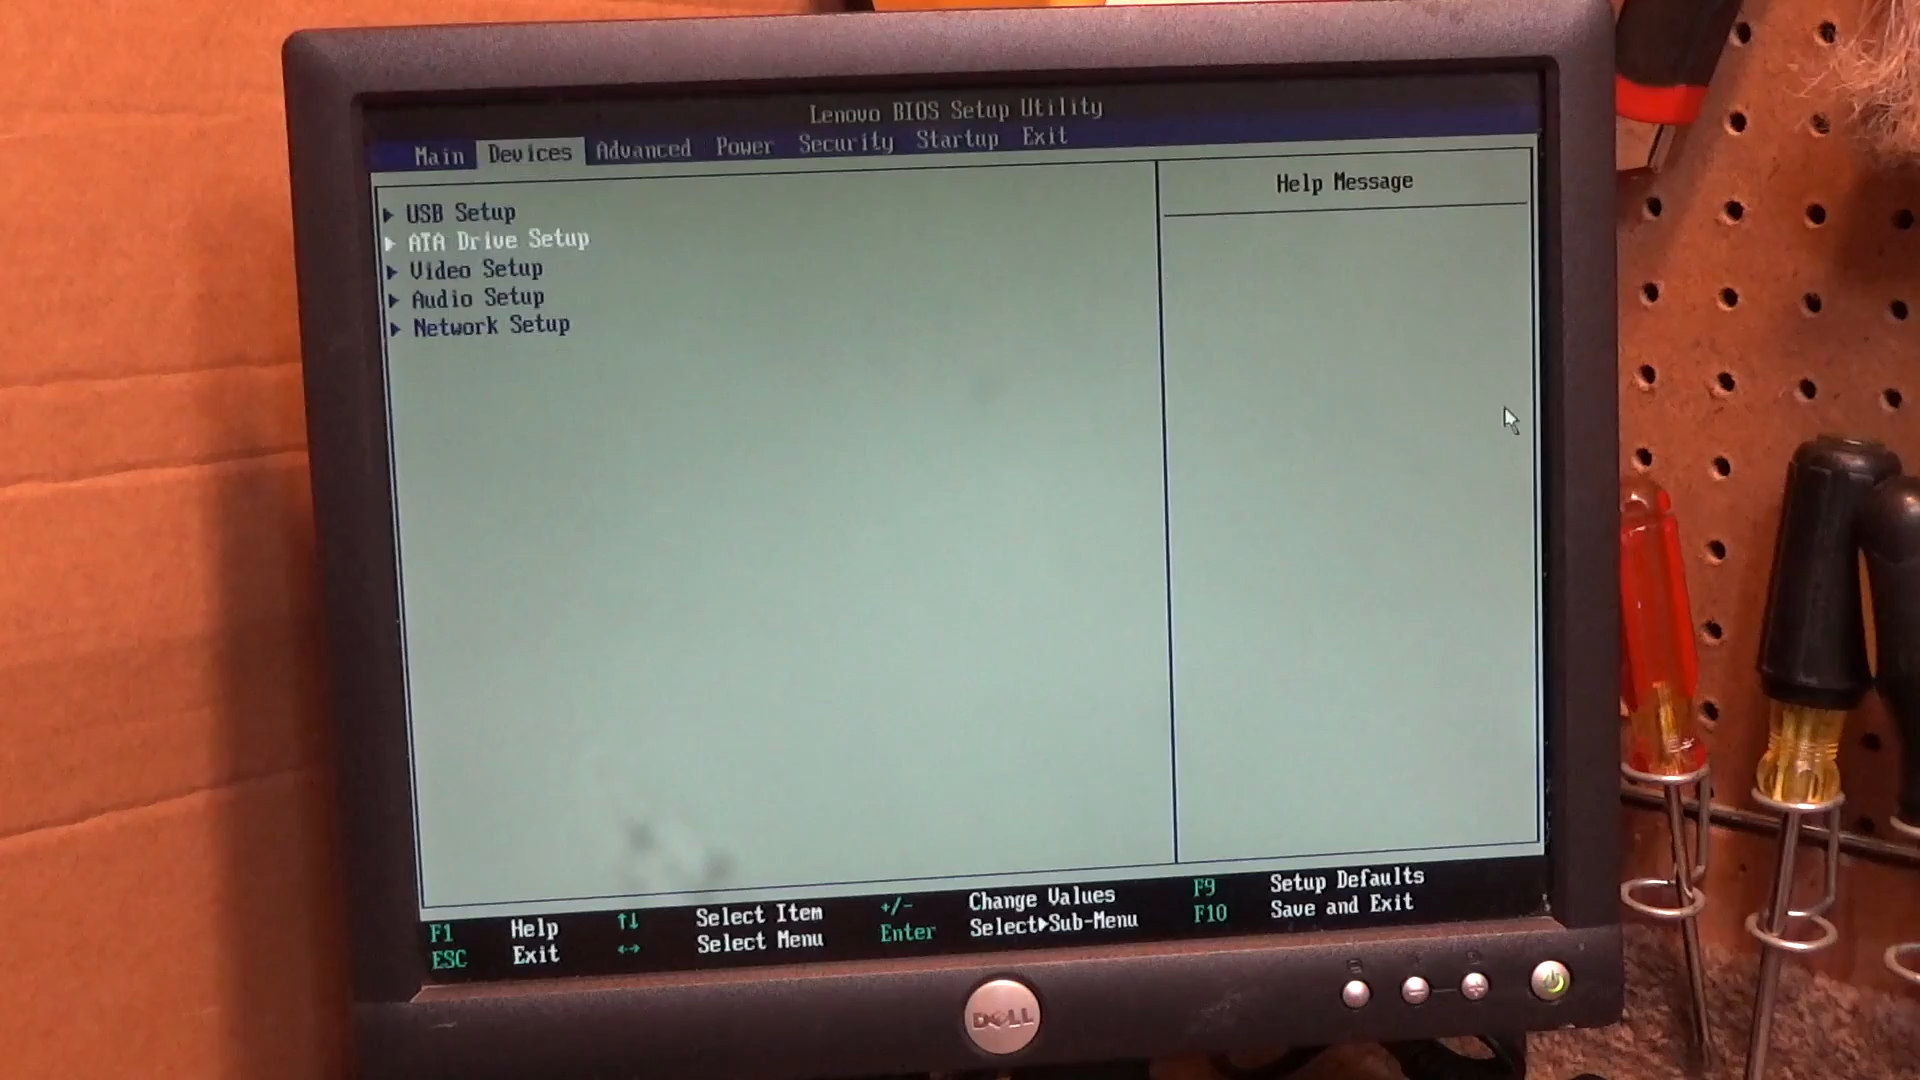 Lenovo BIOS Setup Utility
Main Devices Advanced Power Security Startup Exit
USB Setup
ATA Drive Setup
Video Setup
Audio Setup
Network Setup
Help Message
F1 Help ↑↓ Select Item +/- Change Values F9 Setup Defaults
ESC Exit ←→ Select Menu Enter Select▶Sub-Menu F10 Save and Exit
DELL